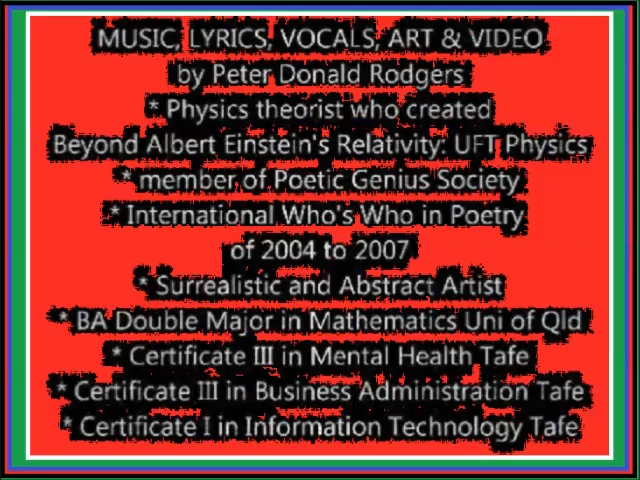 MUSIC, LYRICS, VOCALS, ART & VIDEO
by Peter Donald Rodgers
* Physics theorist who created
Beyond Albert Einstein's Relativity: UFT Physics
* member of Poetic Genius Society
* International Who's Who in Poetry
of 2004 to 2007
* Surrealistic and Abstract Artist
* BA Double Major in Mathematics Uni of Qld
* Certificate III in Mental Health Tafe
* Certificate III in Business Administration Tafe
* Certificate I in Information Technology Tafe